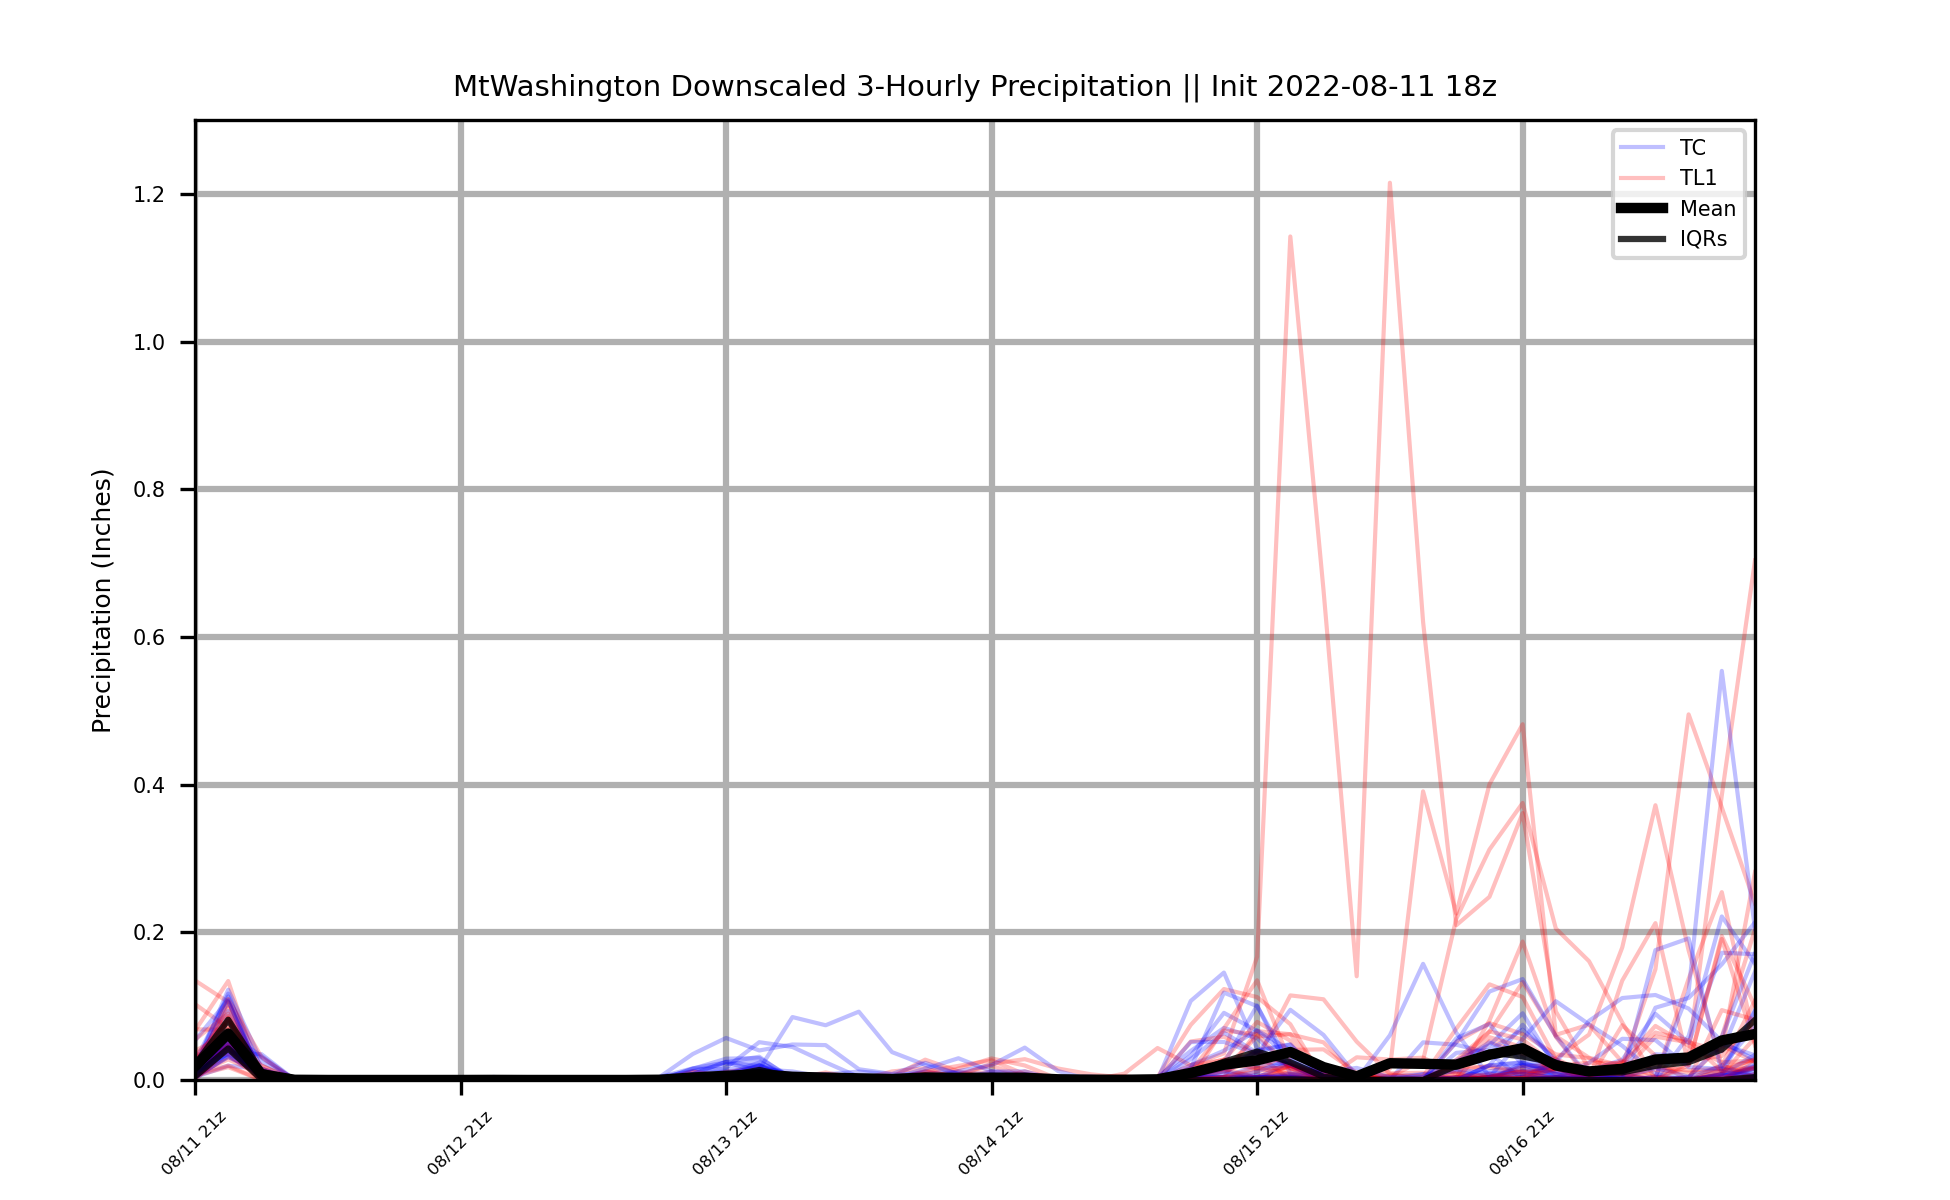 MtWashington Downscaled 3-Hourly Precipitation || Init 2022-08-11 18z
TC
TL1
Mean
IQRs
Precipitation (Inches)
1.2
1.0
0.8
0.6
0.4
0.2
0.0
08/11 21z
08/12 21z
08/13 21z
08/14 21z
08/15 21z
08/16 21z